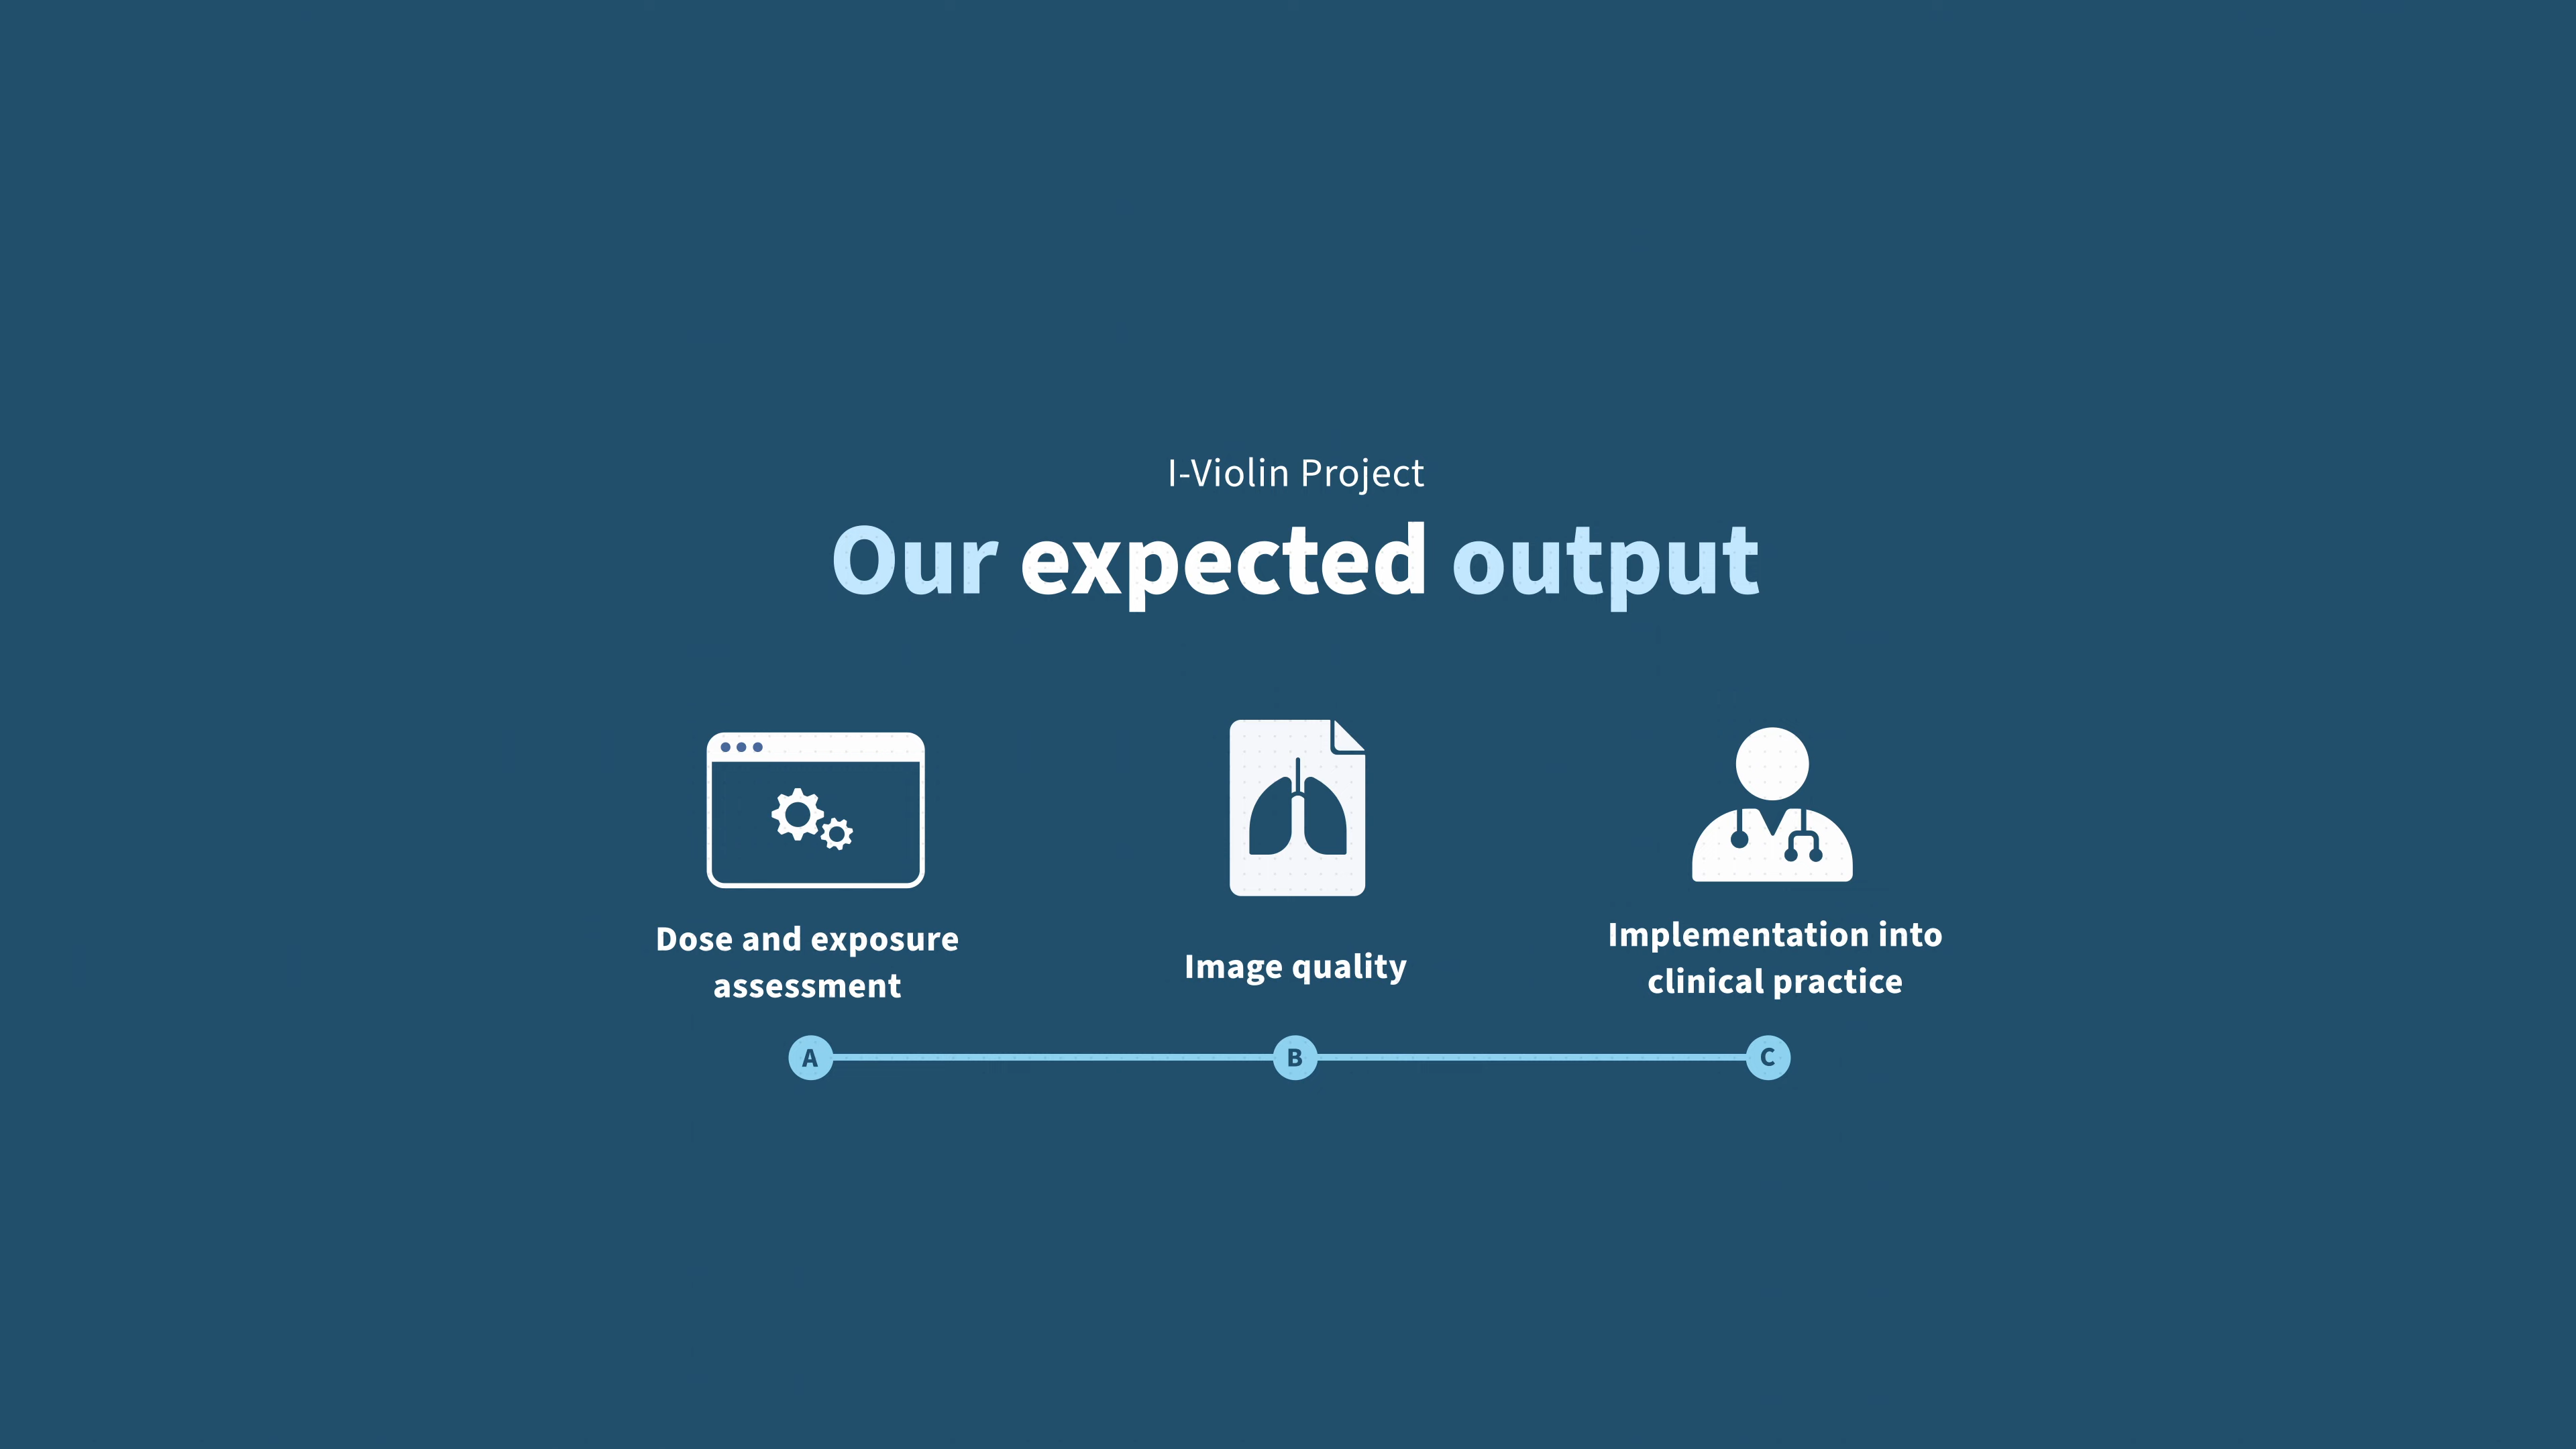 I-Violin Project
Our expected output
Dose and exposure
assessment
Image quality
Implementation into
clinical practice
A
B
C